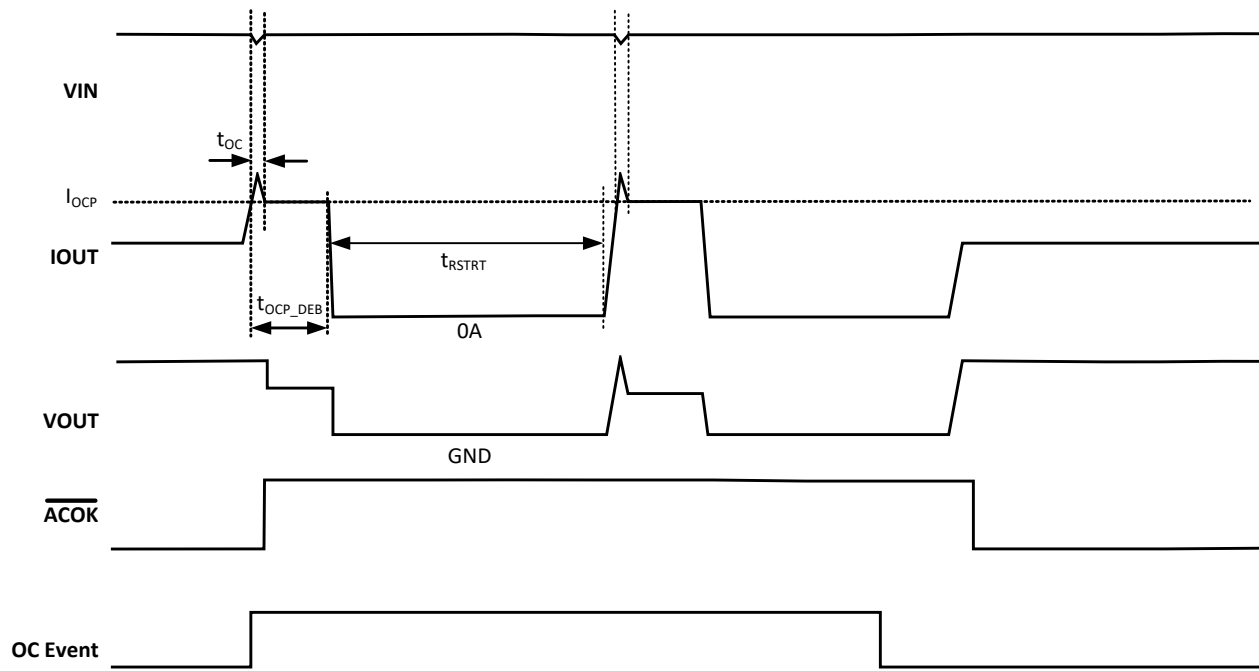 VIN
tOC
IOCP
IOUT
tRSTRT
tOCP_DEB
0A
VOUT
GND
ACOK
OC Event